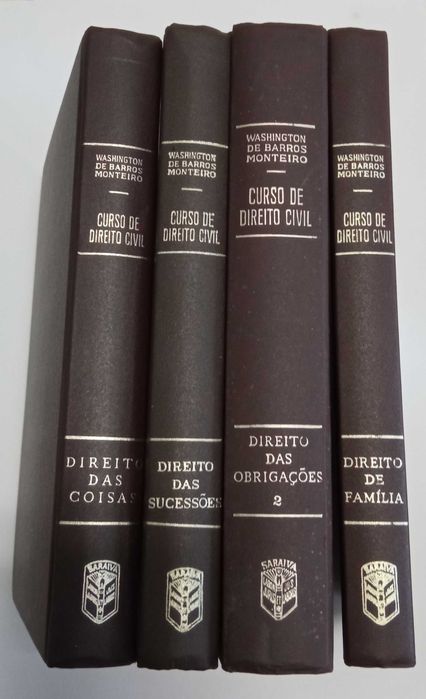 WASHINGTON
DE BARROS
MONTEIRO
CURSO DE
DIREITO CIVIL
DIREITO
DAS
COISAS
SARAIVA
WASHINGTON
DE BARROS
MONTEIRO
CURSO DE
DIREITO CIVIL
DIREITO
DAS
SUCESSÕES
SARAIVA
WASHINGTON
DE BARROS
MONTEIRO
CURSO DE
DIREITO CIVIL
DIREITO
DAS
OBRIGAÇÕES
2
SARAIVA
WASHINGTON
DE BARROS
MONTEIRO
CURSO DE
DIREITO CIVIL
DIREITO
DE
FAMÍLIA
SARAIVA